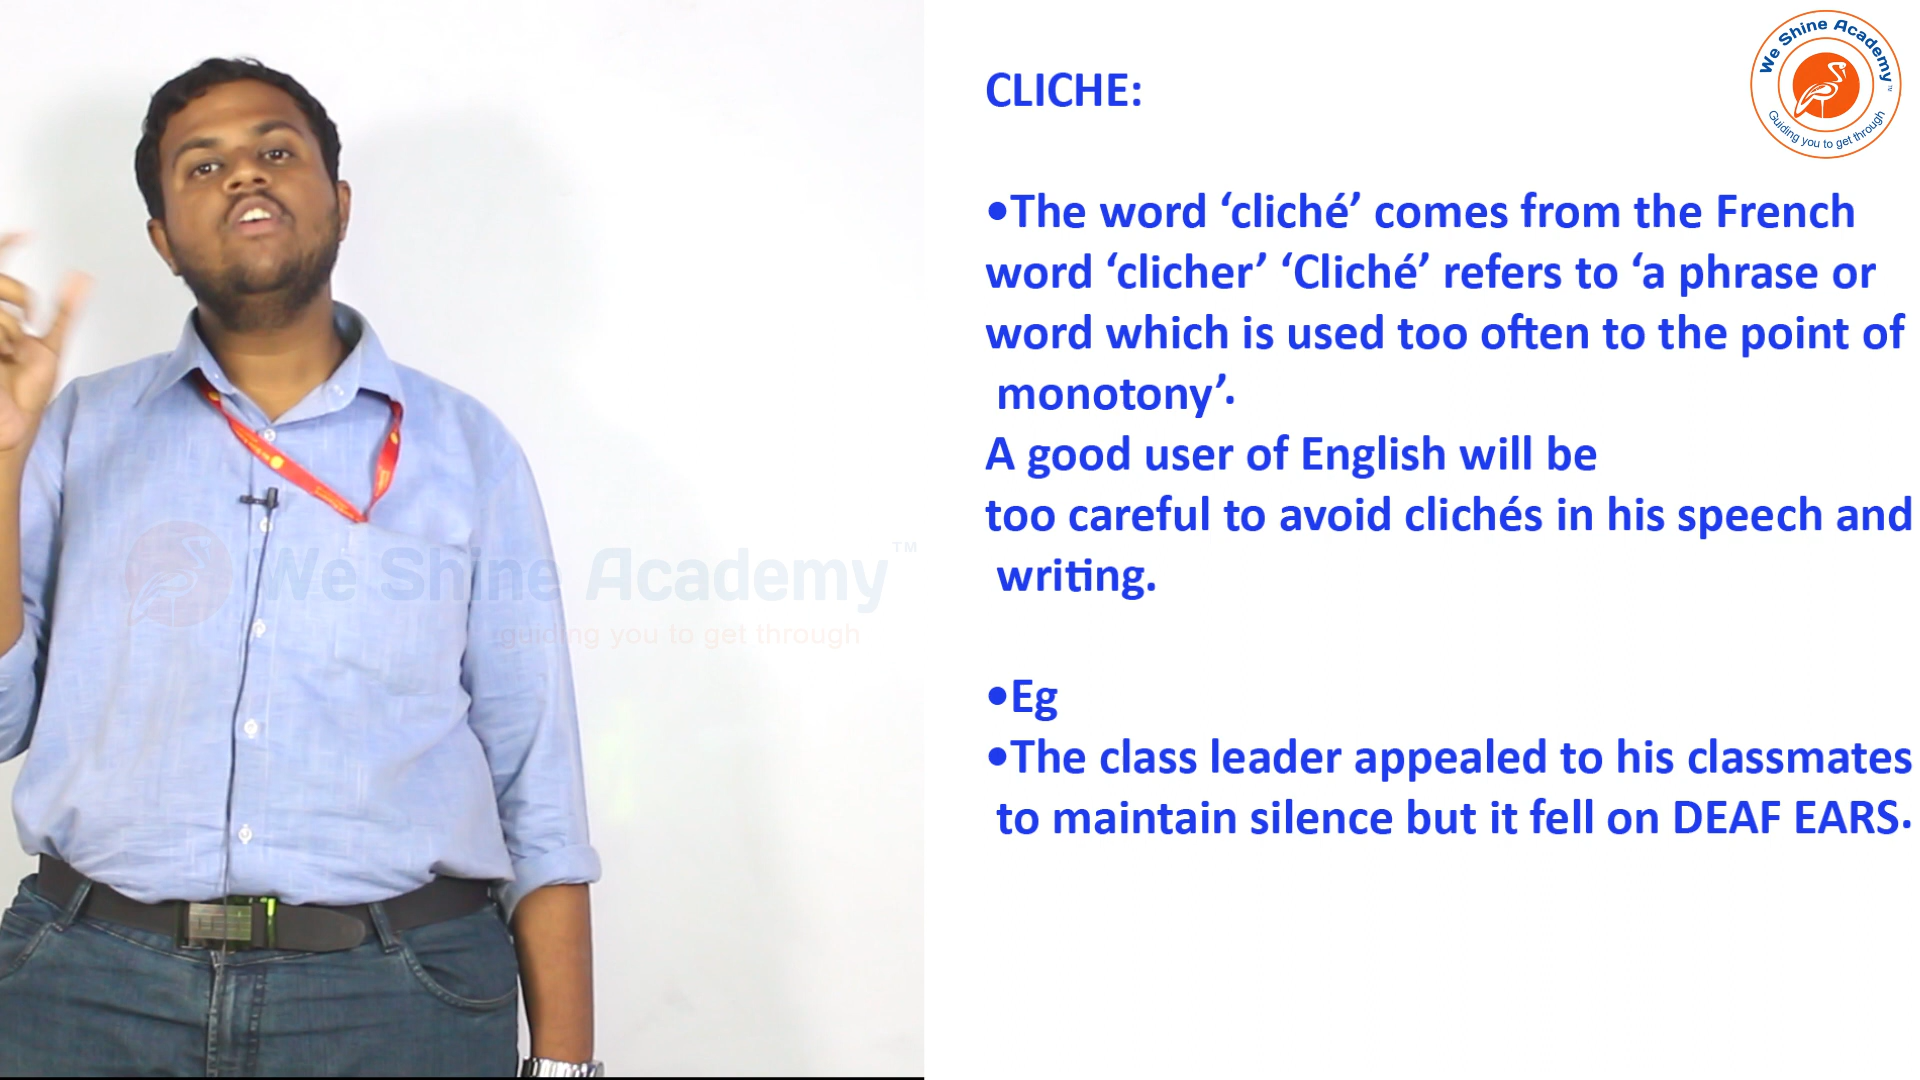 We Shine Academy
TM
Guiding you to get through
CLICHE:
•The word ‘cliché’ comes from the French
word ‘clicher’ ‘Cliché’ refers to ‘a phrase or
word which is used too often to the point of
monotony’.
A good user of English will be
too careful to avoid clichés in his speech and
writing.
•Eg
•The class leader appealed to his classmates
to maintain silence but it fell on DEAF EARS.
We Shine Academy™
guiding you to get through